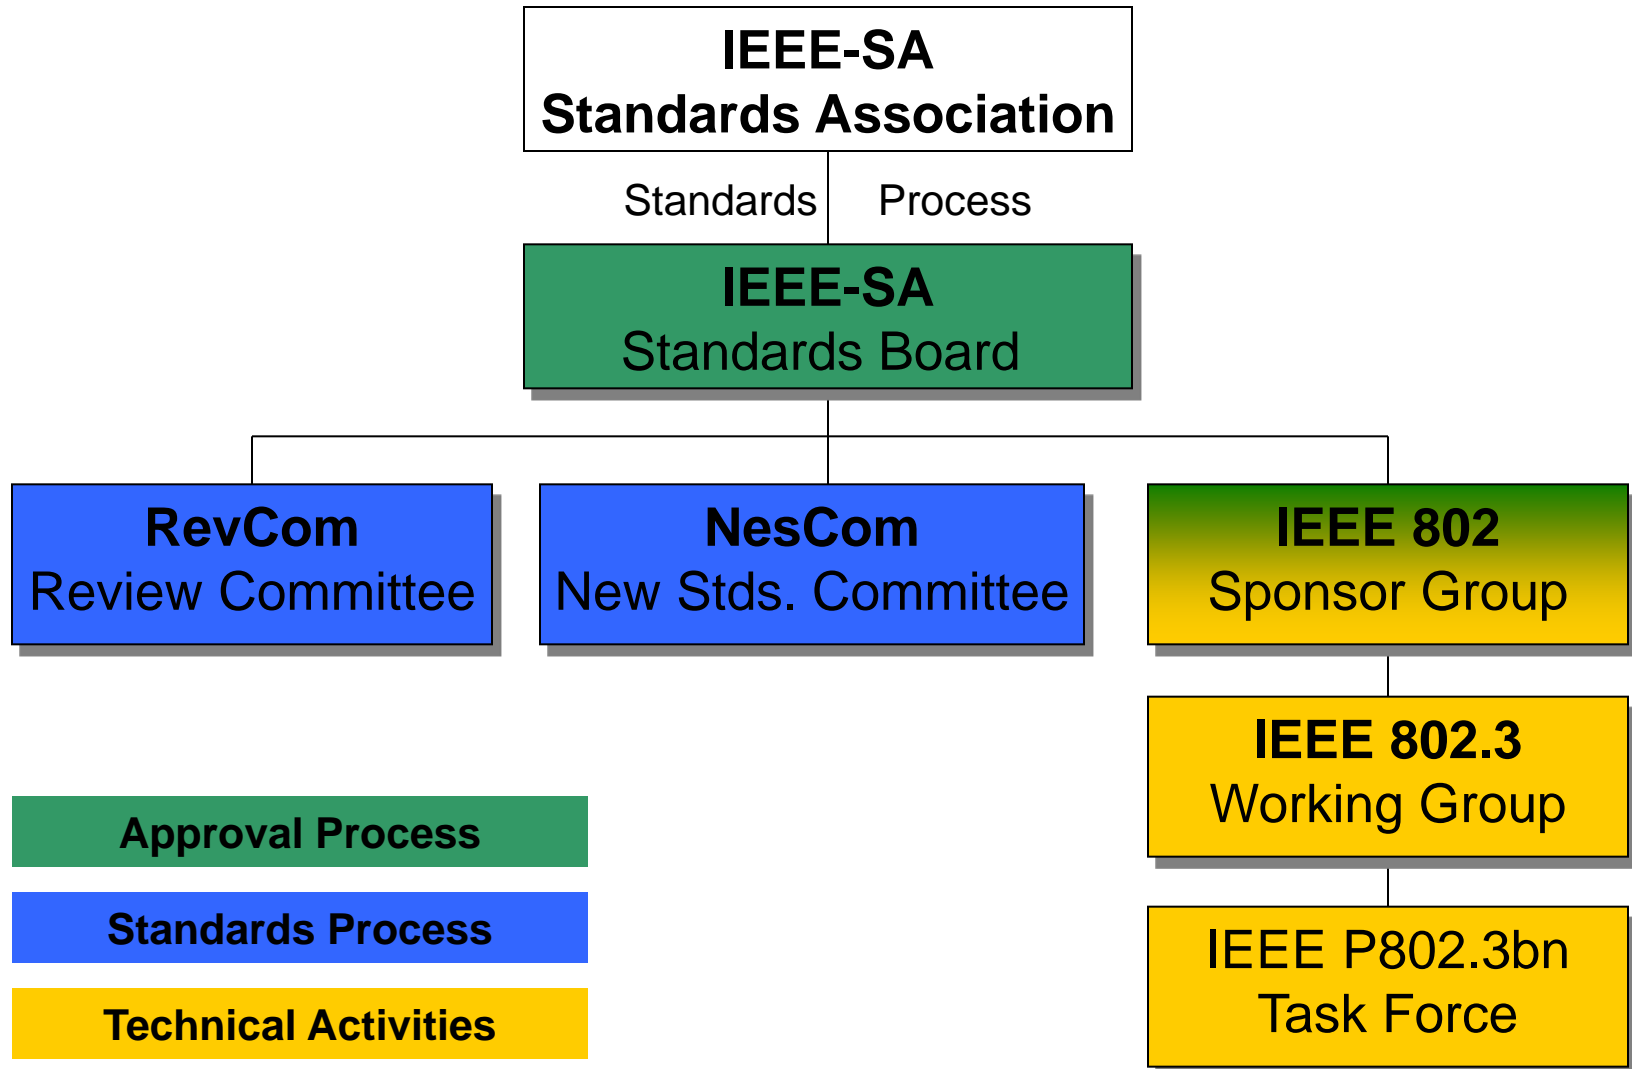 IEEE-SA
Standards Association
Standards Process
IEEE-SA
Standards Board
RevCom
Review Committee
NesCom
New Stds. Committee
IEEE 802
Sponsor Group
IEEE 802.3
Working Group
IEEE P802.3bn
Task Force
Approval Process
Standards Process
Technical Activities